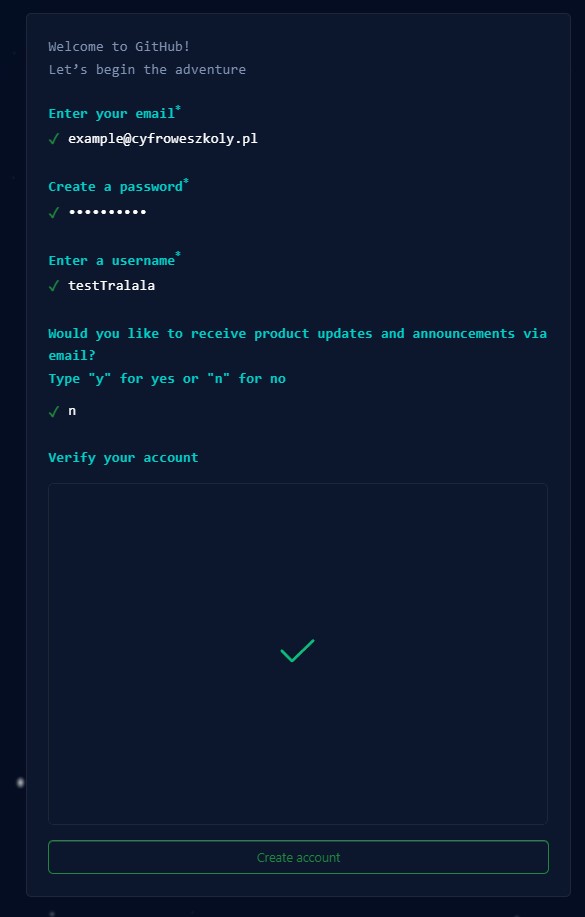 Welcome to GitHub!
Let’s begin the adventure
Enter your email*
✓ example@cyfroweszkoly.pl
Create a password*
✓ ••••••••••
Enter a username*
✓ testTralala
Would you like to receive product updates and announcements via
email?
Type "y" for yes or "n" for no
✓ n
Verify your account
Create account